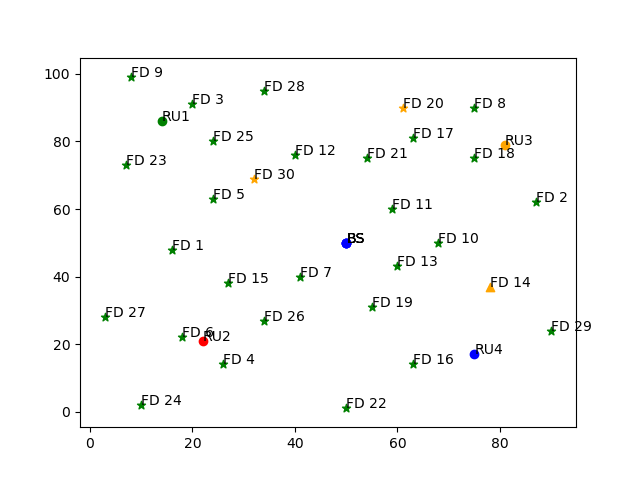 100
80
60
40
20
0
0
20
40
60
80
FD 9
FD 28
FD 3
FD 20
FD 8
RU1
FD 17
FD 25
RU3
FD 12
FD 21
FD 18
FD 23
FD 30
FD 5
FD 2
FD 11
FD 1
BS
FD 10
FD 13
FD 15
FD 7
FD 14
FD 19
FD 27
FD 26
FD 29
FD 6
RU2
RU4
FD 4
FD 16
FD 24
FD 22